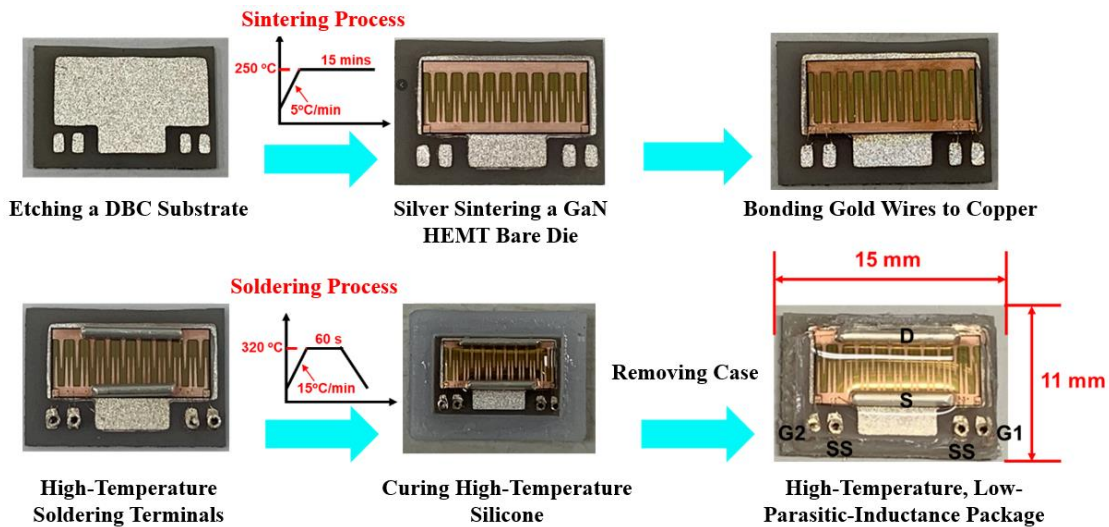 Sintering Process
250 °C
15 mins
5°C/min
Etching a DBC Substrate
Silver Sintering a GaN
HEMT Bare Die
Bonding Gold Wires to Copper
Soldering Process
320 °C
60 s
15°C/min
Removing Case
15 mm
11 mm
D
S
G2
SS
SS
G1
High-Temperature
Soldering Terminals
Curing High-Temperature
Silicone
High-Temperature, Low-
Parasitic-Inductance Package